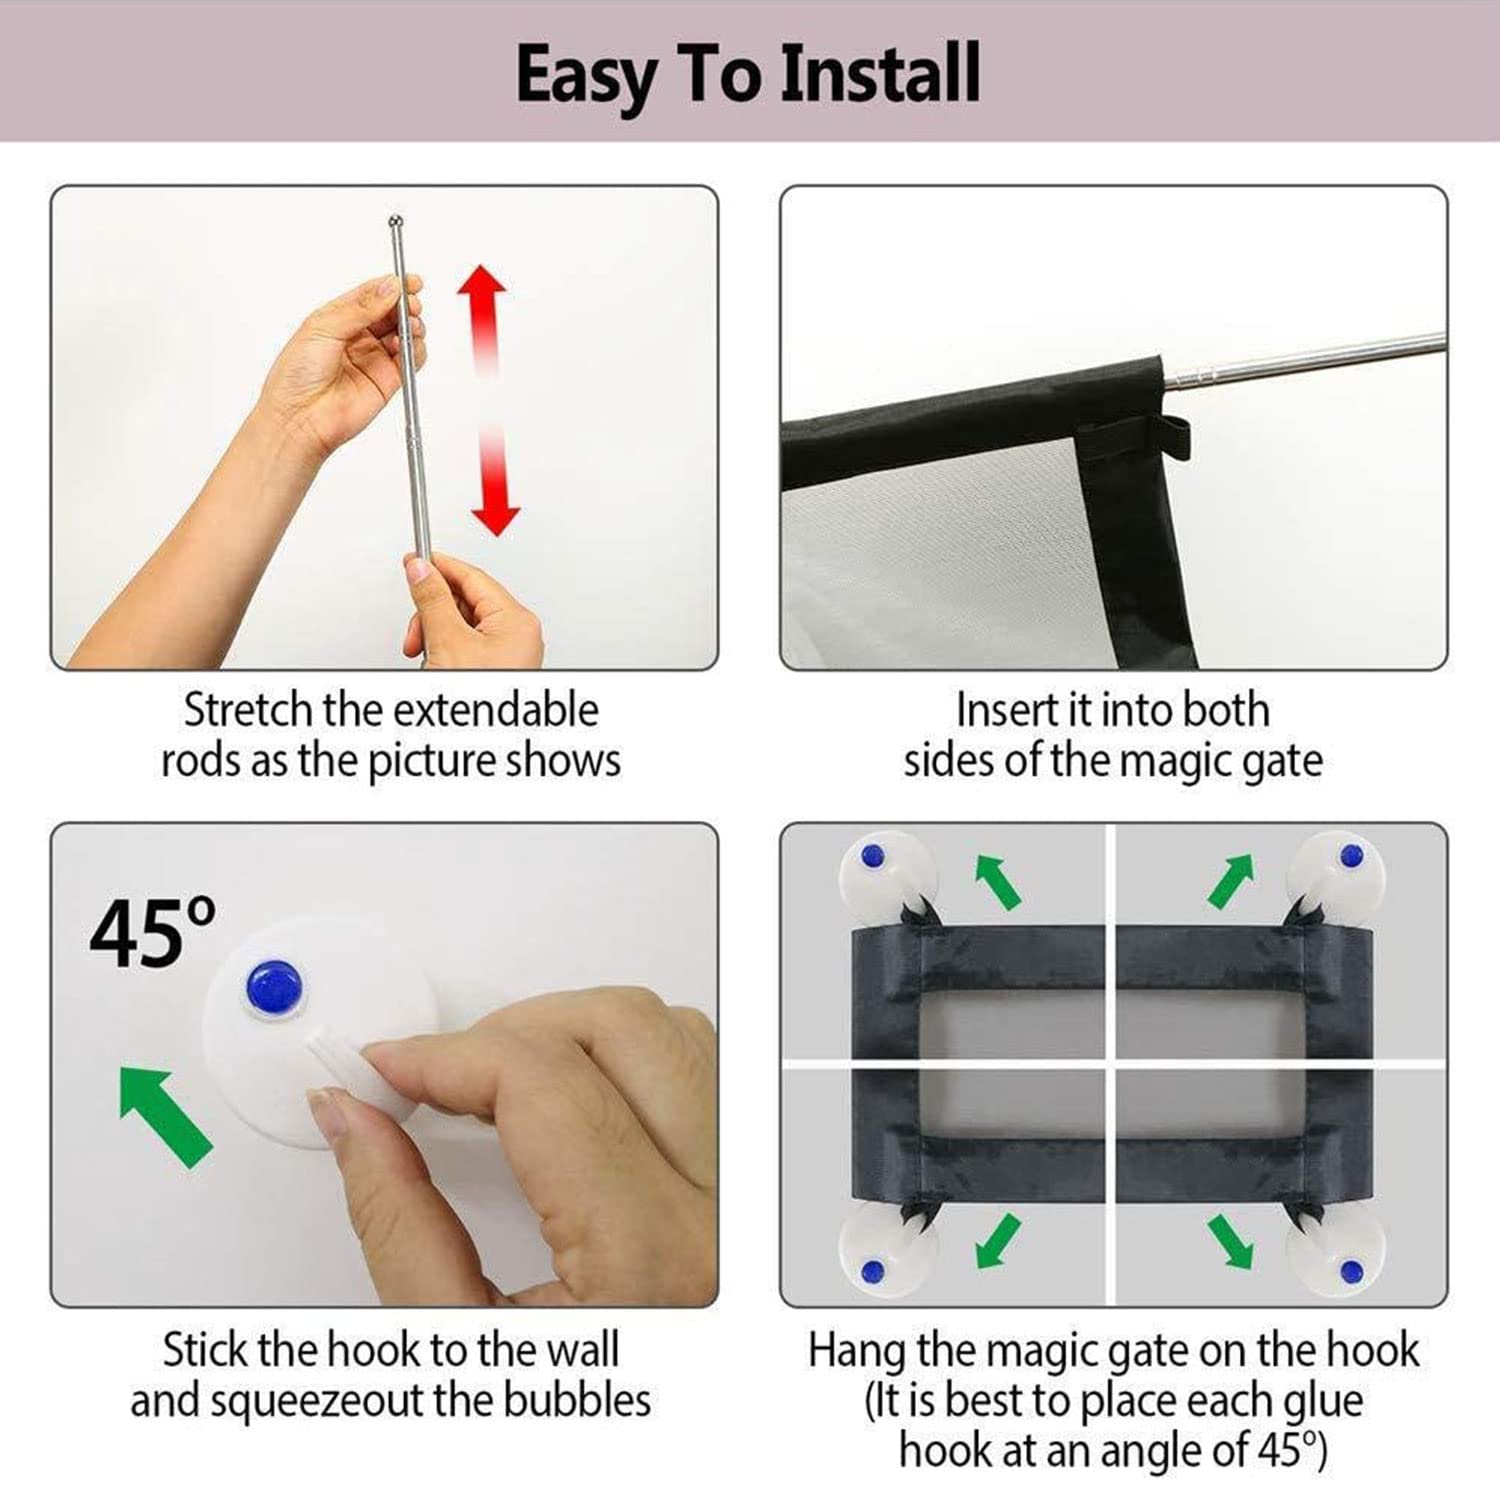 Easy To Install
Stretch the extendable
rods as the picture shows
Insert it into both
sides of the magic gate
45º
Stick the hook to the wall
and squeezeout the bubbles
Hang the magic gate on the hook
(It is best to place each glue
hook at an angle of 45º)